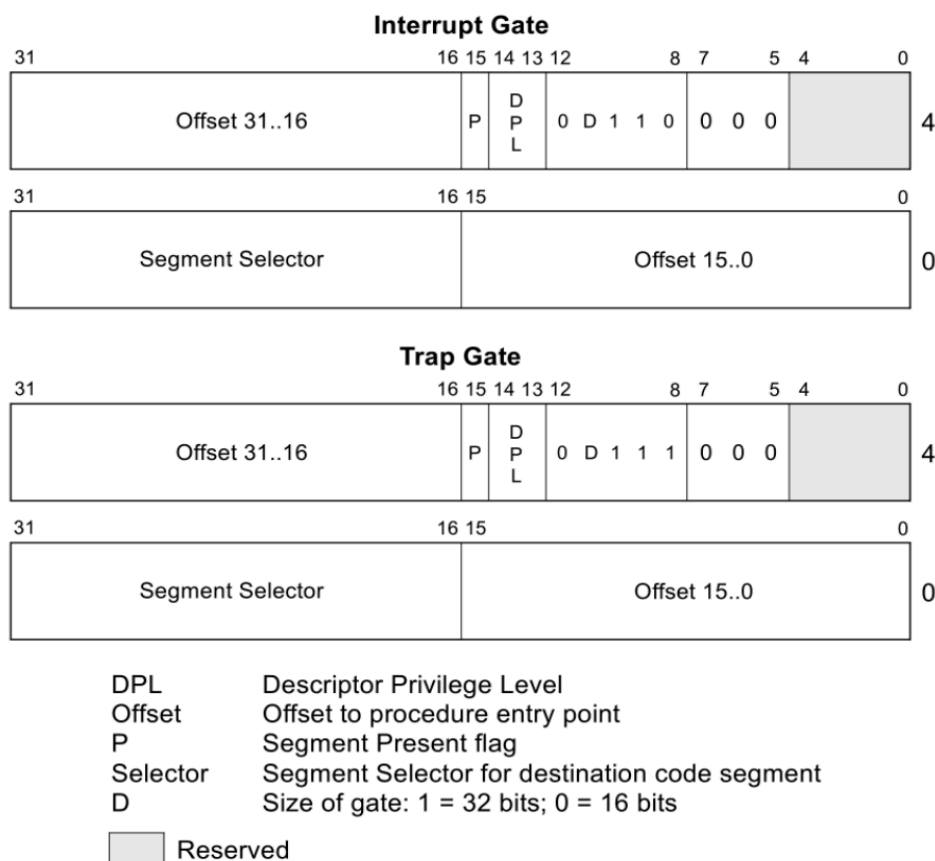 Interrupt Gate
31 16 15 14 13 12 8 7 5 4 0
Offset 31..16 P DPL 0 D 1 1 0 0 0 0 4
31 16 15 0
Segment Selector Offset 15..0 0
Trap Gate
31 16 15 14 13 12 8 7 5 4 0
Offset 31..16 P DPL 0 D 1 1 1 0 0 0 4
31 16 15 0
Segment Selector Offset 15..0 0
DPL Descriptor Privilege Level
Offset Offset to procedure entry point
P Segment Present flag
Selector Segment Selector for destination code segment
D Size of gate: 1 = 32 bits; 0 = 16 bits
Reserved